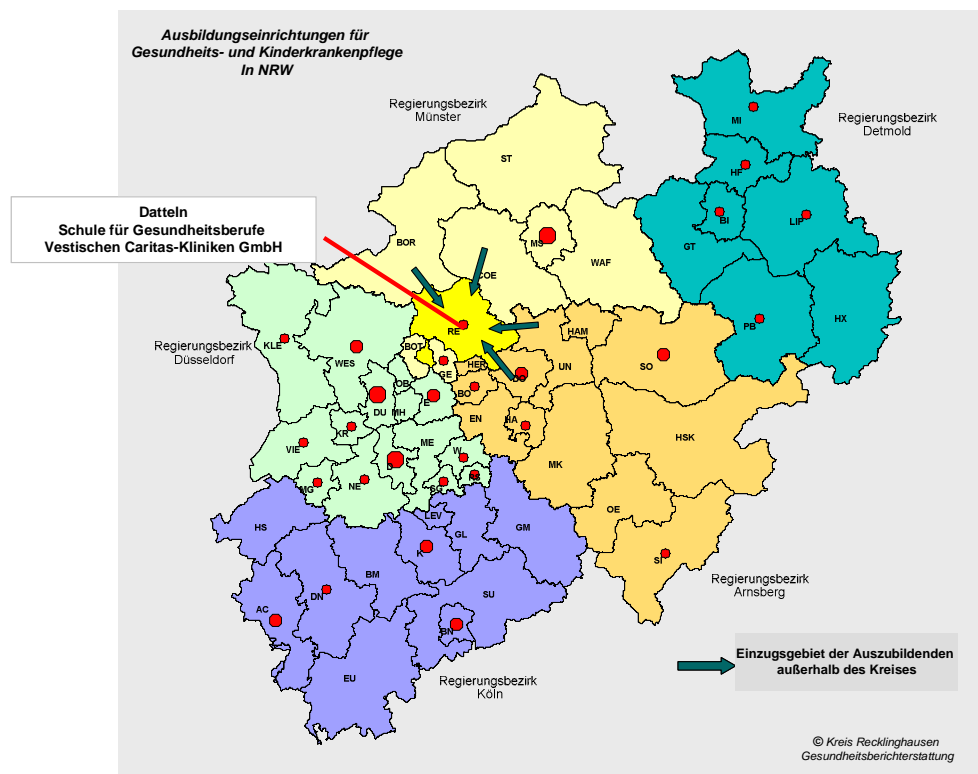 Ausbildungseinrichtungen für
Gesundheits- und Kinderkrankenpflege
In NRW
Regierungsbezirk
Münster
Regierungsbezirk
Detmold
Datteln
Schule für Gesundheitsberufe
Vestischen Caritas-Kliniken GmbH
Regierungsbezirk
Düsseldorf
MI
HF
ST
BI
LIP
GT
BOR
MS
WAF
COE
HX
PB
RE
HAM
KLE
WES
BOT
GE
HER
UN
SO
DO
OB
BO
E
DU
MH
EN
HA
KR
VIE
ME
W
HSK
D
MK
MG
NE
SG
RS
OE
LEV
HS
GL
GM
K
SI
BM
DN
SU
AC
BN
EU
Regierungsbezirk
Arnsberg
Regierungsbezirk
Köln
Einzugsgebiet der Auszubildenden
außerhalb des Kreises
© Kreis Recklinghausen
Gesundheitsberichterstattung